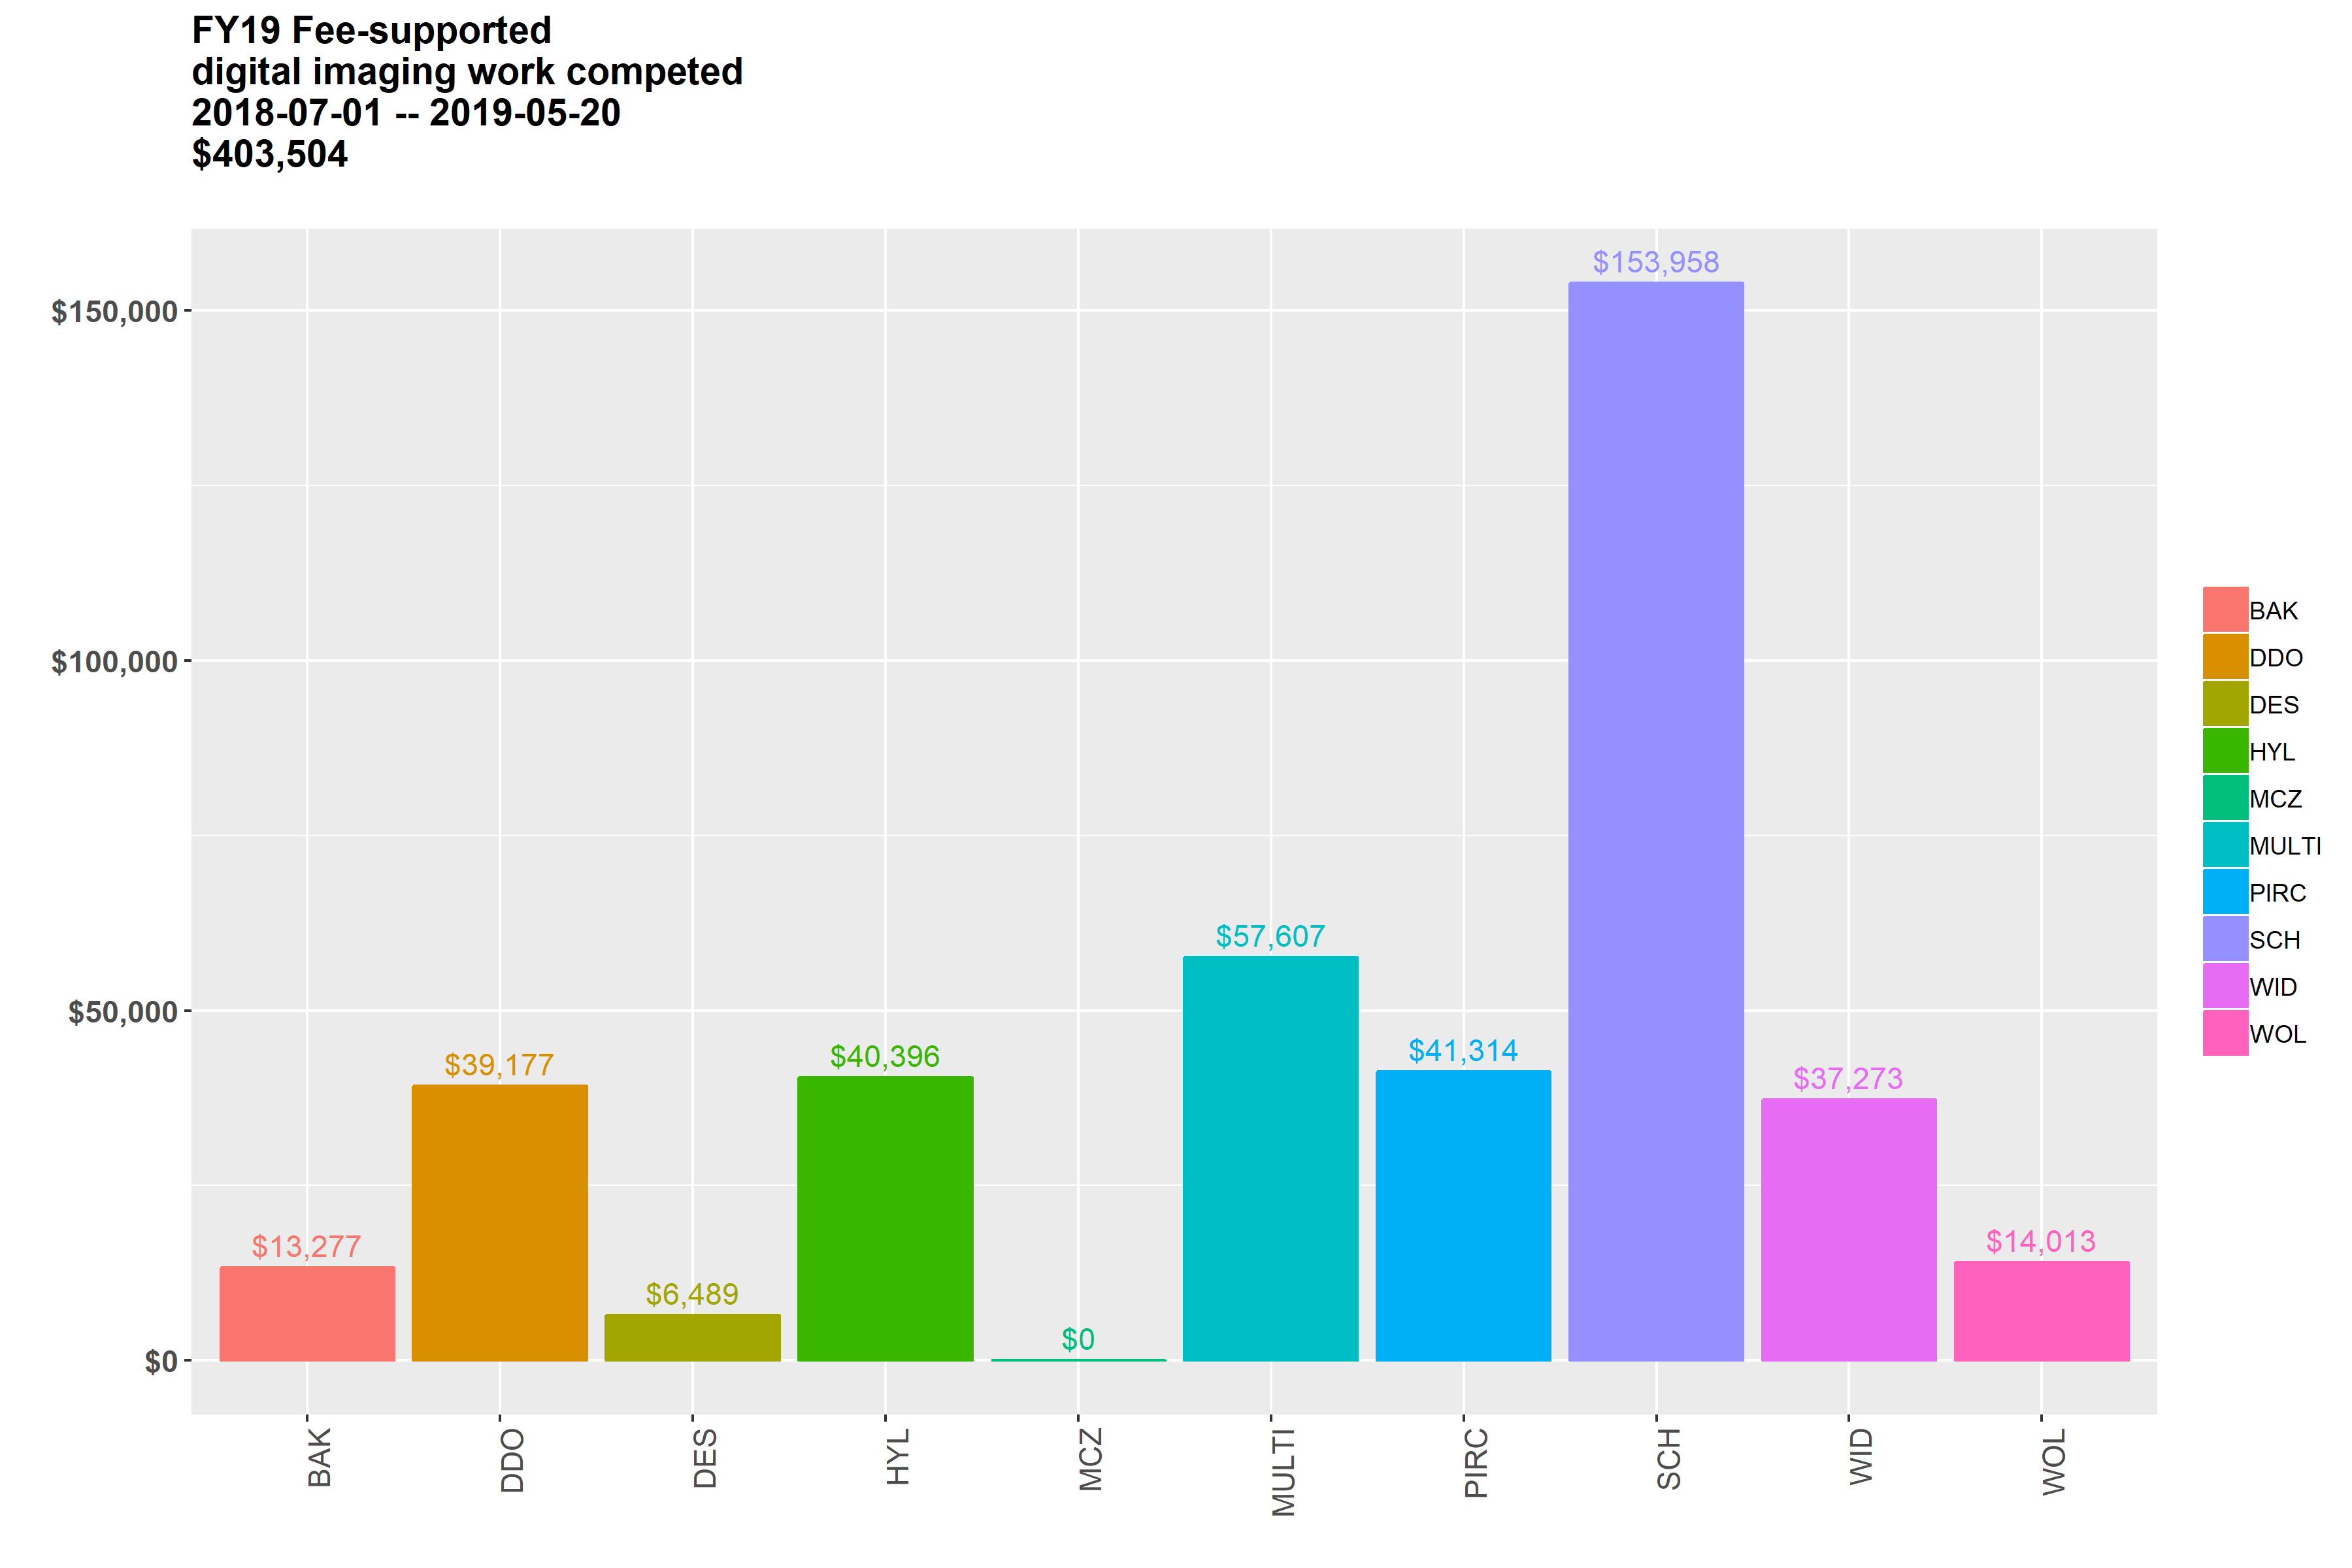 FY19 Fee-supported
digital imaging work competed
2018-07-01 -- 2019-05-20
$403,504
$150,000
$100,000
$50,000
$0
$13,277
$39,177
$6,489
$40,396
$0
$57,607
$41,314
$153,958
$37,273
$14,013
BAK
DDO
DES
HYL
MCZ
MULTI
PIRC
SCH
WID
WOL
BAK
DDO
DES
HYL
MCZ
MULTI
PIRC
SCH
WID
WOL